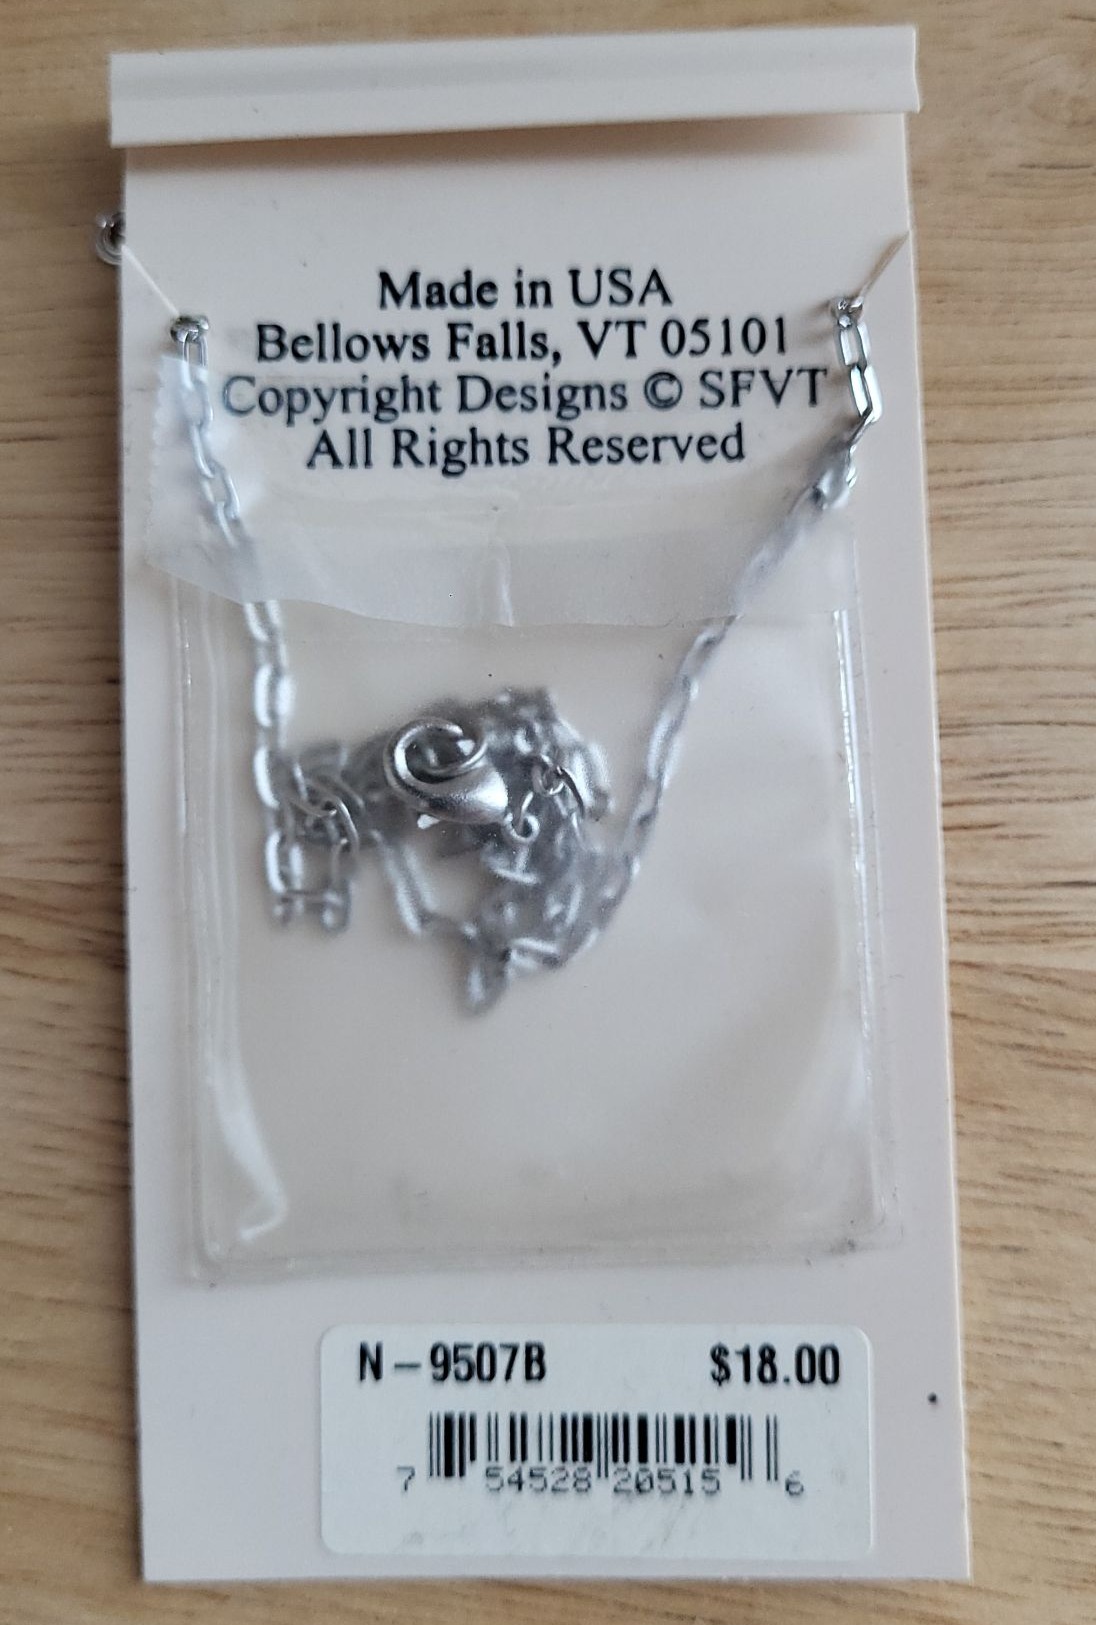 Made in USA
Bellows Falls, VT 05101
Copyright Designs © SFVT
All Rights Reserved
N-9507B $18.00
7 54528 20515 6